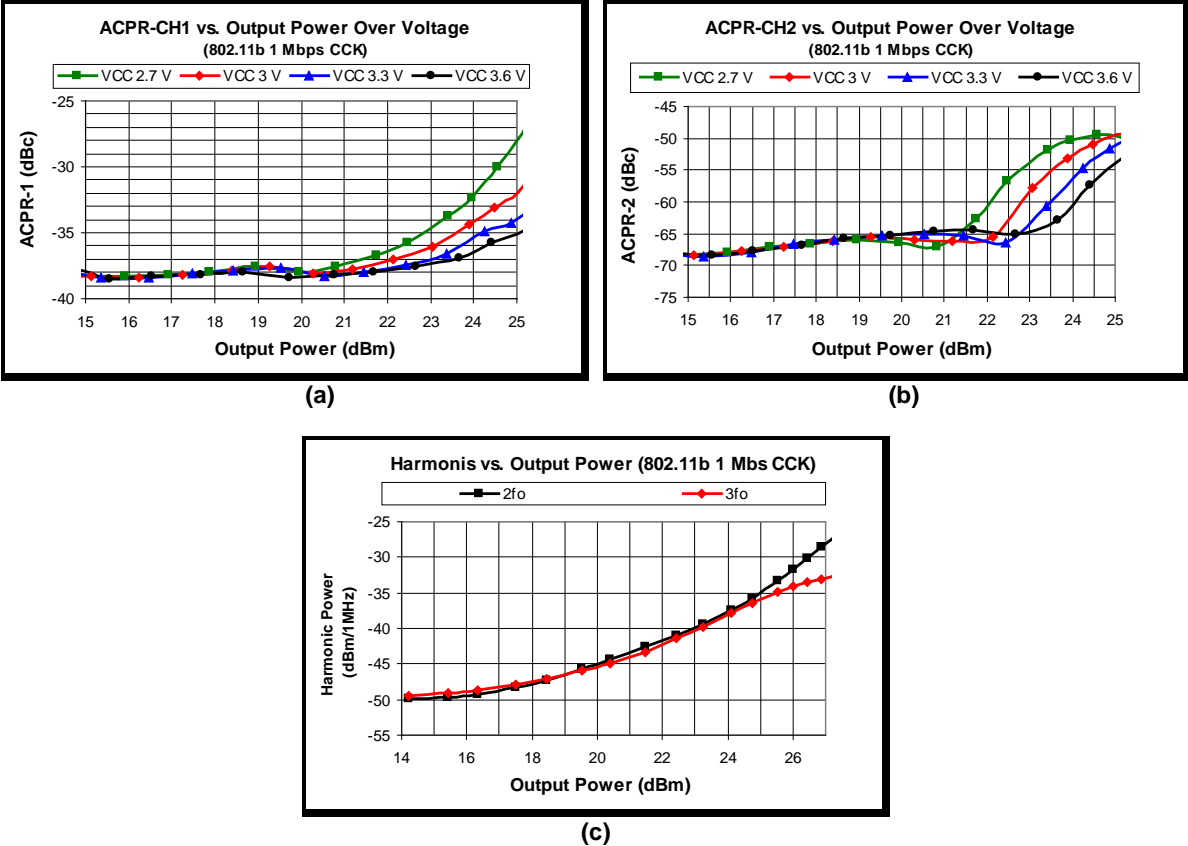 ACPR-CH1 vs. Output Power Over Voltage
(802.11b 1 Mbps CCK)
VCC 2.7 V VCC 3 V VCC 3.3 V VCC 3.6 V
ACPR-1 (dBc)
-25
-30
-35
-40
15 16 17 18 19 20 21 22 23 24 25
Output Power (dBm)
(a)
ACPR-CH2 vs. Output Power Over Voltage
(802.11b 1 Mbps CCK)
VCC 2.7 V VCC 3 V VCC 3.3 V VCC 3.6 V
ACPR-2 (dBc)
-45
-50
-55
-60
-65
-70
-75
15 16 17 18 19 20 21 22 23 24 25
Output Power (dBm)
(b)
Harmonis vs. Output Power (802.11b 1 Mbs CCK)
2fo 3fo
Harmonic Power
(dBm/1MHz)
-25
-30
-35
-40
-45
-50
-55
14 16 18 20 22 24 26
Output Power (dBm)
(c)